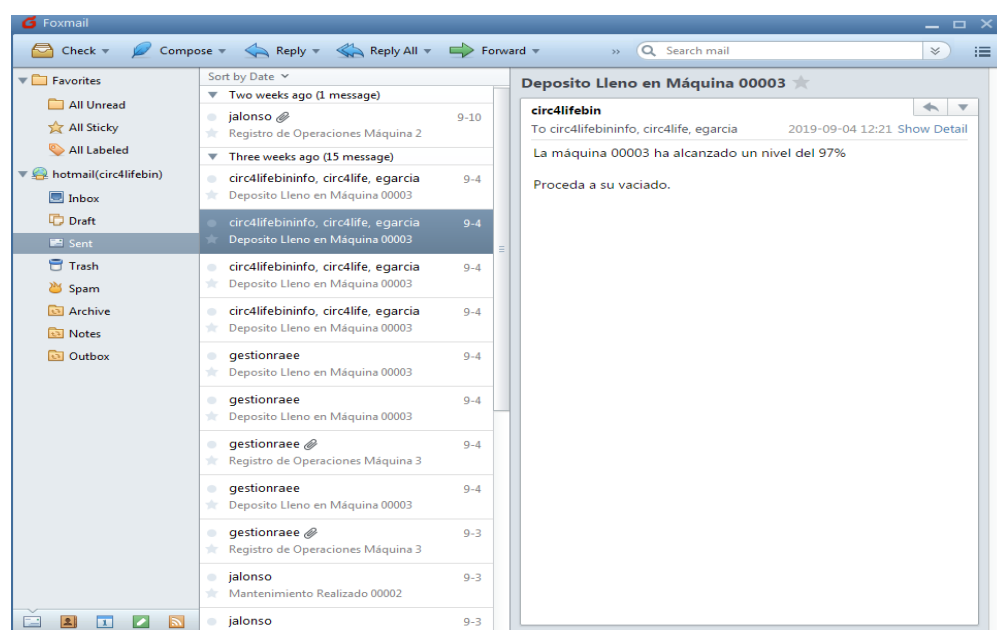 Foxmail
Check Compose Reply Reply All Forward » Search mail
Favorites
All Unread
All Sticky
All Labeled
hotmail(circ4lifebin)
Inbox
Draft
Sent
Trash
Spam
Archive
Notes
Outbox
1
Sort by Date
Two weeks ago (1 message)
jalonso 9-10
Registro de Operaciones Máquina 2
Three weeks ago (15 message)
circ4lifebininfo, circ4life, egarcia 9-4
Deposito Lleno en Máquina 00003
circ4lifebininfo, circ4life, egarcia 9-4
Deposito Lleno en Máquina 00003
circ4lifebininfo, circ4life, egarcia 9-4
Deposito Lleno en Máquina 00003
circ4lifebininfo, circ4life, egarcia 9-4
Deposito Lleno en Máquina 00003
gestionraee 9-4
Deposito Lleno en Máquina 00003
gestionraee 9-4
Deposito Lleno en Máquina 00003
gestionraee 9-4
Registro de Operaciones Máquina 3
gestionraee 9-4
Deposito Lleno en Máquina 00003
gestionraee 9-3
Registro de Operaciones Máquina 3
jalonso 9-3
Mantenimiento Realizado 00002
jalonso 9-3
Deposito Lleno en Máquina 00003
circ4lifebin
To circ4lifebininfo, circ4life, egarcia 2019-09-04 12:21 Show Detail
La máquina 00003 ha alcanzado un nivel del 97%
Proceda a su vaciado.